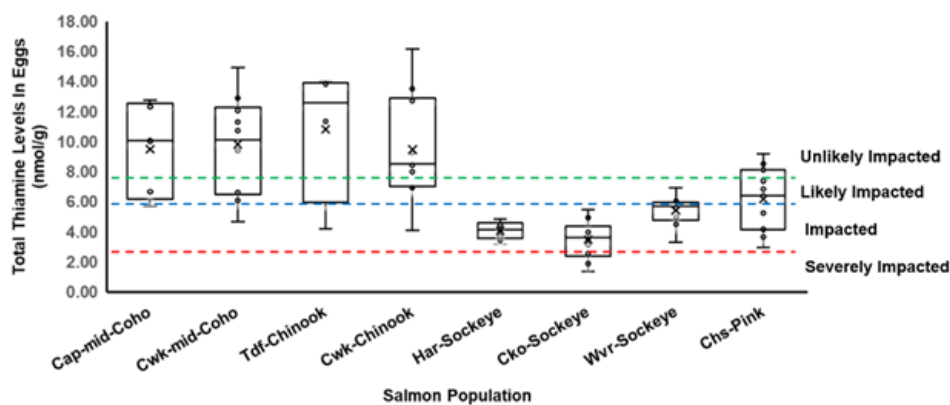 Total Thiamine Levels In Eggs
(nmol/g)
18.00
16.00
14.00
12.00
10.00
8.00
6.00
4.00
2.00
0.00
Unlikely Impacted
Likely Impacted
Impacted
Severely Impacted
Cap-mid-Coho
Cwk-mid-Coho
Tdf-Chinook
Cwk-Chinook
Har-Sockeye
Cko-Sockeye
Wvr-Sockeye
Chs-Pink
Salmon Population